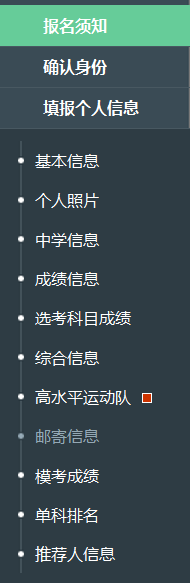 报名须知
确认身份
填报个人信息
基本信息
个人照片
中学信息
成绩信息
选考科目成绩
综合信息
高水平运动队
邮寄信息
模考成绩
单科排名
推荐人信息